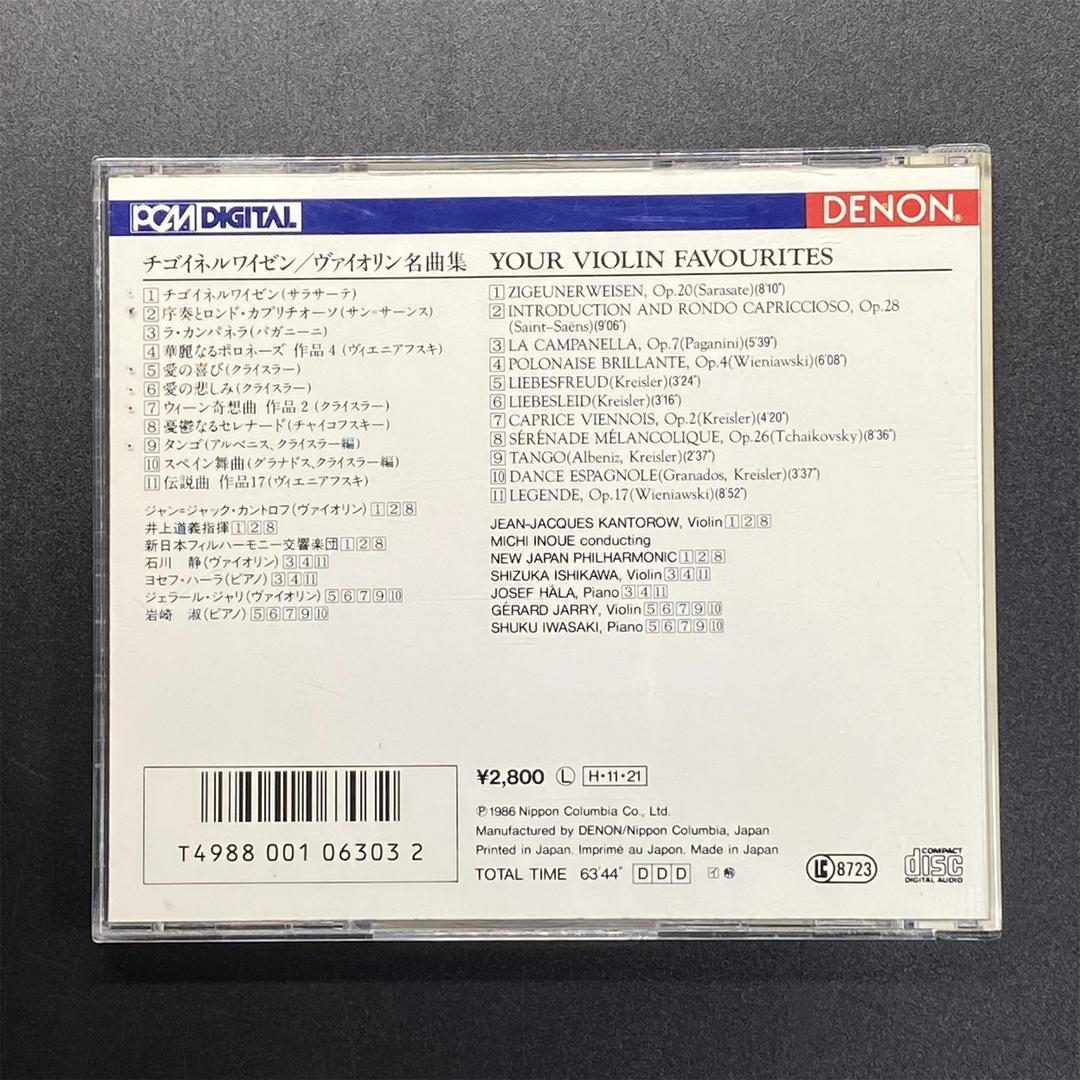 PCM DIGITAL
DENON®
チゴイネルワイゼン／ヴァイオリン名曲集
1 チゴイネルワイゼン(サラサーテ)
2 序奏とロンド・カプリチオーソ(サン=サーンス)
3 ラ・カンパネラ(パガニーニ)
4 華麗なるポロネーズ 作品4(ヴィエニアフスキ)
5 愛の喜び(クライスラー)
6 愛の悲しみ(クライスラー)
7 ウィーン奇想曲 作品2(クライスラー)
8 憂鬱なるセレナード(チャイコフスキー)
9 タンゴ(アルベニス、クライスラー編)
10 スペイン舞曲(グラナドス、クライスラー編)
11 伝説曲 作品17(ヴィエニアフスキ)
ジャン=ジャック・カントロフ(ヴァイオリン) 1 2 8
井上道義指揮 1 2 8
新日本フィルハーモニー交響楽団 1 2 8
石川 静(ヴァイオリン) 3 4 11
ヨセフ・ハーラ(ピアノ) 3 4 11
ジェラール・ジャリ(ヴァイオリン) 5 6 7 9 10
岩崎 淑(ピアノ) 5 6 7 9 10
YOUR VIOLIN FAVOURITES
1 ZIGEUNERWEISEN, Op.20(Sarasate)(8'10")
2 INTRODUCTION AND RONDO CAPRICCIOSO, Op.28
(Saint–Saëns)(9'06")
3 LA CAMPANELLA, Op.7(Paganini)(5'39")
4 POLONAISE BRILLANTE, Op.4(Wieniawski)(6'08")
5 LIEBESFREUD(Kreisler)(3'24")
6 LIEBESLEID(Kreisler)(3'16")
7 CAPRICE VIENNOIS, Op.2(Kreisler)(4'20")
8 SÉRÉNADE MÉLANCOLIQUE, Op.26(Tchaikovsky)(8'36")
9 TANGO(Albeniz, Kreisler)(2'37")
10 DANCE ESPAGNOLE(Granados, Kreisler)(3'37")
11 LEGENDE, Op.17(Wieniawski)(8'52")
JEAN-JACQUES KANTOROW, Violin 1 2 8
MICHI INOUE conducting
NEW JAPAN PHILHARMONIC 1 2 8
SHIZUKA ISHIKAWA, Violin 3 4 11
JOSEF HÁLA, Piano 3 4 11
GÉRARD JARRY, Violin 5 6 7 9 10
SHUKU IWASAKI, Piano 5 6 7 9 10
T4988 001 06303 2
¥2,800 Ⓛ H・11・21
℗1986 Nippon Columbia Co., Ltd.
Manufactured by DENON/Nippon Columbia, Japan
Printed in Japan. Imprimé au Japon. Made in Japan
TOTAL TIME 63'44" D D D イ
LC 8723
COMPACT disc DIGITAL AUDIO